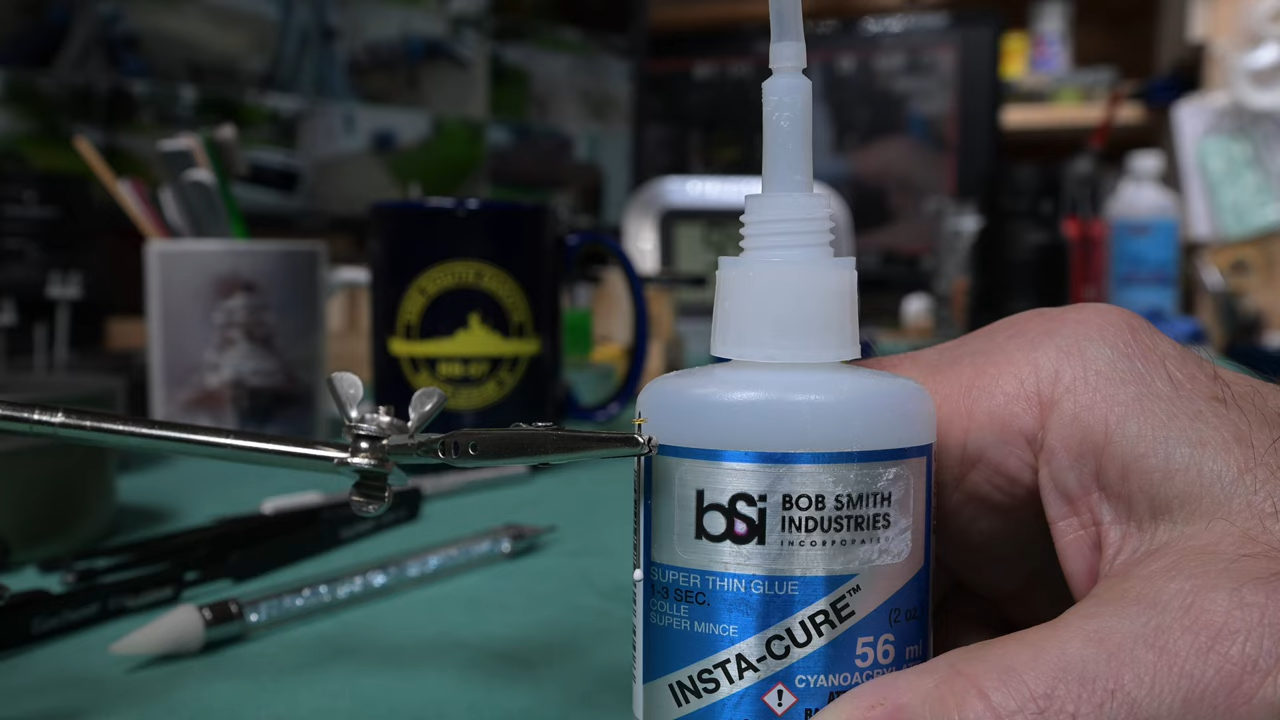 bSi
BOB SMITH
INDUSTRIES
INCORPORATED
SUPER THIN GLUE
1-3 SEC.
COLLE
SUPER MINCE
INSTA-CURE™
(2 oz.
56 ml